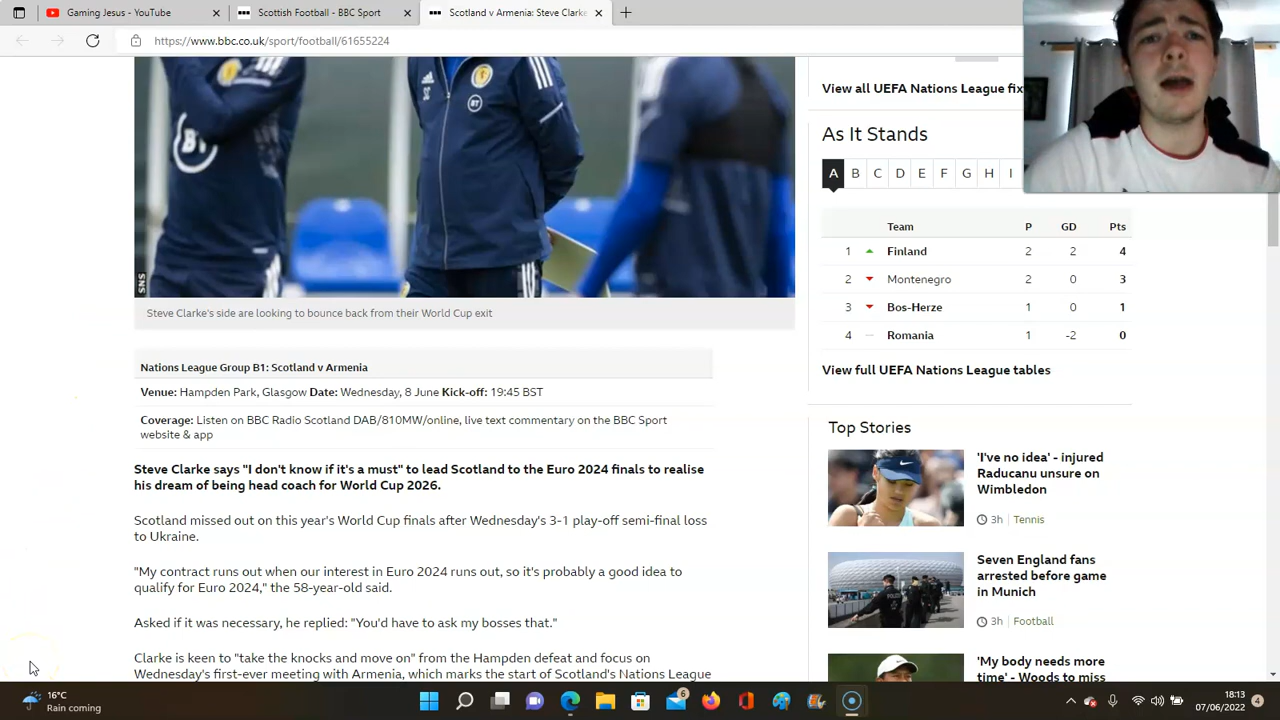 Gaming Jesus - YouTube
Scottish Football - BBC Sport
Scotland v Armenia: Steve Clarke
https://www.bbc.co.uk/sport/football/61655224
BT
SC
BT
SNS
Steve Clarke's side are looking to bounce back from their World Cup exit
Nations League Group B1: Scotland v Armenia
Venue: Hampden Park, Glasgow Date: Wednesday, 8 June Kick-off: 19:45 BST
Coverage: Listen on BBC Radio Scotland DAB/810MW/online, live text commentary on the BBC Sport
website & app
Steve Clarke says "I don't know if it's a must" to lead Scotland to the Euro 2024 finals to realise
his dream of being head coach for World Cup 2026.
Scotland missed out on this year's World Cup finals after Wednesday's 3-1 play-off semi-final loss
to Ukraine.
"My contract runs out when our interest in Euro 2024 runs out, so it's probably a good idea to
qualify for Euro 2024," the 58-year-old said.
Asked if it was necessary, he replied: "You'd have to ask my bosses that."
Clarke is keen to "take the knocks and move on" from the Hampden defeat and focus on
Wednesday's first-ever meeting with Armenia, which marks the start of Scotland's Nations League
View all UEFA Nations League fix
As It Stands
A B C D E F G H I
Team P GD Pts
1 Finland 2 2 4
2 Montenegro 2 0 3
3 Bos-Herze 1 0 1
4 Romania 1 -2 0
View full UEFA Nations League tables
Top Stories
'I've no idea' - injured
Raducanu unsure on
Wimbledon
3h Tennis
Seven England fans
arrested before game
in Munich
3h Football
'My body needs more
time' - Woods to miss
16°C
Rain coming
6
18:13
07/06/2022
4